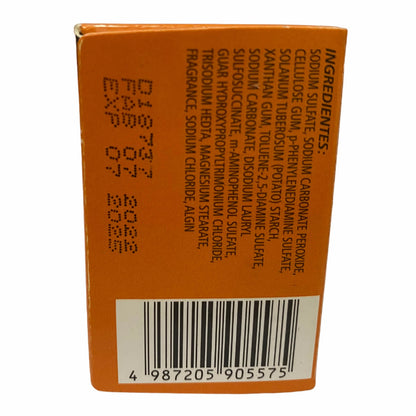 INGREDIENTES:
SODIUM SULFATE, SODIUM CARBONATE PEROXIDE,
CELLULOSE GUM, p-PHENYLENEDIAMINE SULFATE,
SOLANUM TUBEROSUM (POTATO) STARCH,
XANTHAN GUM, TOLUENE-2,5-DIAMINE SULFATE,
SODIUM CARBONATE, DISODIUM LAURYL
SULFOSUCCINATE, m-AMINOPHENOL SULFATE,
GUAR HYDROXYPROPYLTRIMONIUM CHLORIDE,
TRISODIUM HEDTA, MAGNESIUM STEARATE,
FRAGRANCE, SODIUM CHLORIDE, ALGIN
D18737
FAB 07 2022
EXP 07 2025
4 987205 905575